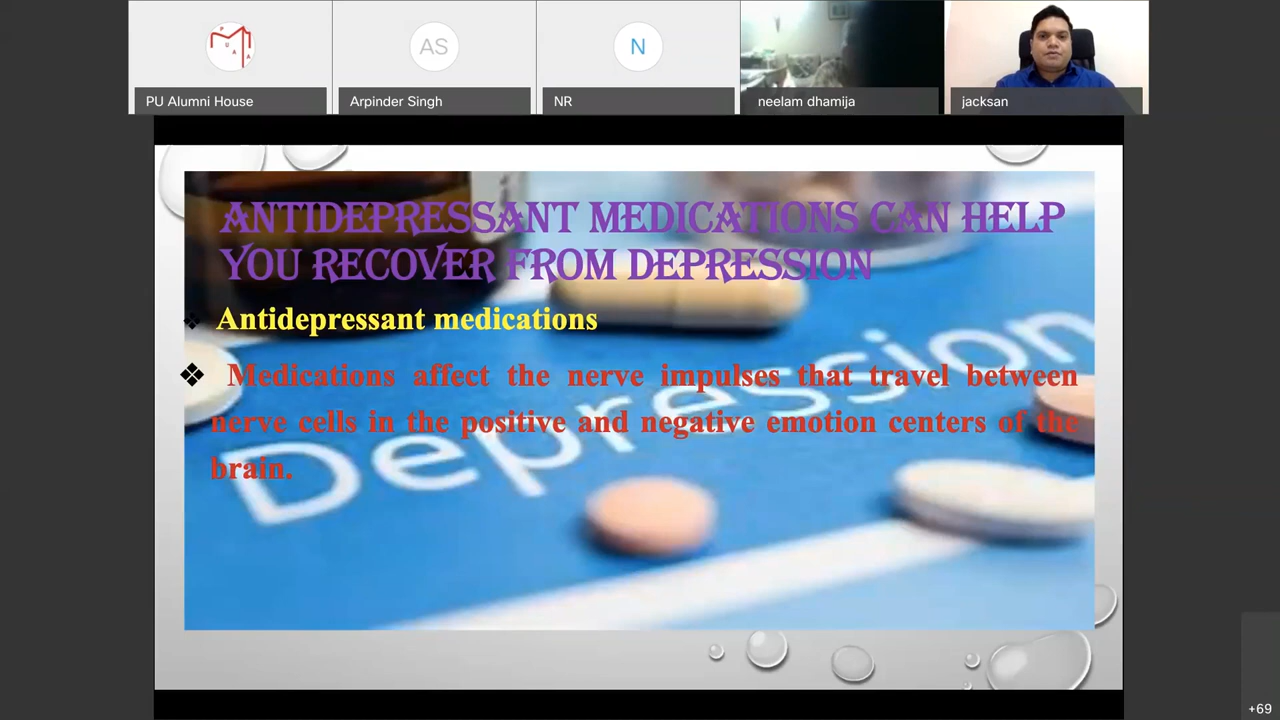 AS
N
PU Alumni House
Arpinder Singh
NR
neelam dhamija
jacksan
ANTIDEPRESSANT MEDICATIONS CAN HELP
YOU RECOVER FROM DEPRESSION
❖ Antidepressant medications
❖ Medications affect the nerve impulses that travel between
nerve cells in the positive and negative emotion centers of the
brain.
Depression
+69